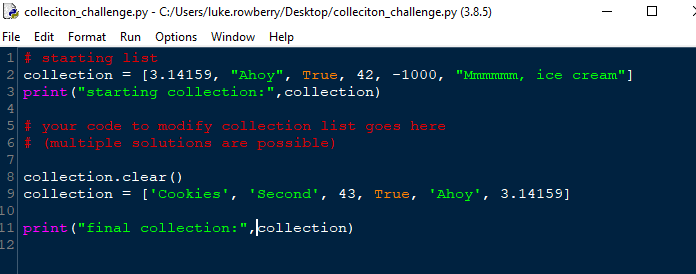 colleciton_challenge.py - C:/Users/luke.rowberry/Desktop/colleciton_challenge.py (3.8.5)
File Edit Format Run Options Window Help
1 # starting list
2 collection = [3.14159, "Ahoy", True, 42, -1000, "Mmmmmm, ice cream"]
3 print("starting collection:",collection)
4
5 # your code to modify collection list goes here
6 # (multiple solutions are possible)
7
8 collection.clear()
9 collection = ['Cookies', 'Second', 43, True, 'Ahoy', 3.14159]
10
11 print("final collection:",collection)
12